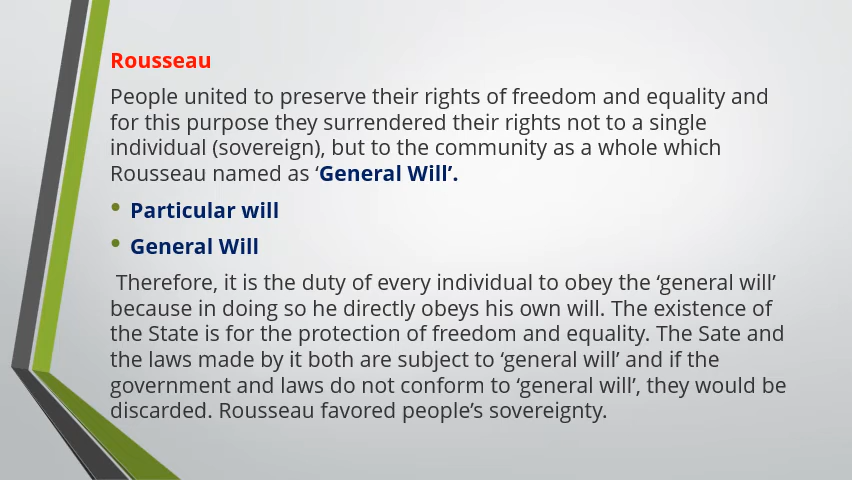 Rousseau
People united to preserve their rights of freedom and equality and
for this purpose they surrendered their rights not to a single
individual (sovereign), but to the community as a whole which
Rousseau named as ‘General Will’.
• Particular will
• General Will
Therefore, it is the duty of every individual to obey the ‘general will’
because in doing so he directly obeys his own will. The existence of
the State is for the protection of freedom and equality. The Sate and
the laws made by it both are subject to ‘general will’ and if the
government and laws do not conform to ‘general will’, they would be
discarded. Rousseau favored people’s sovereignty.